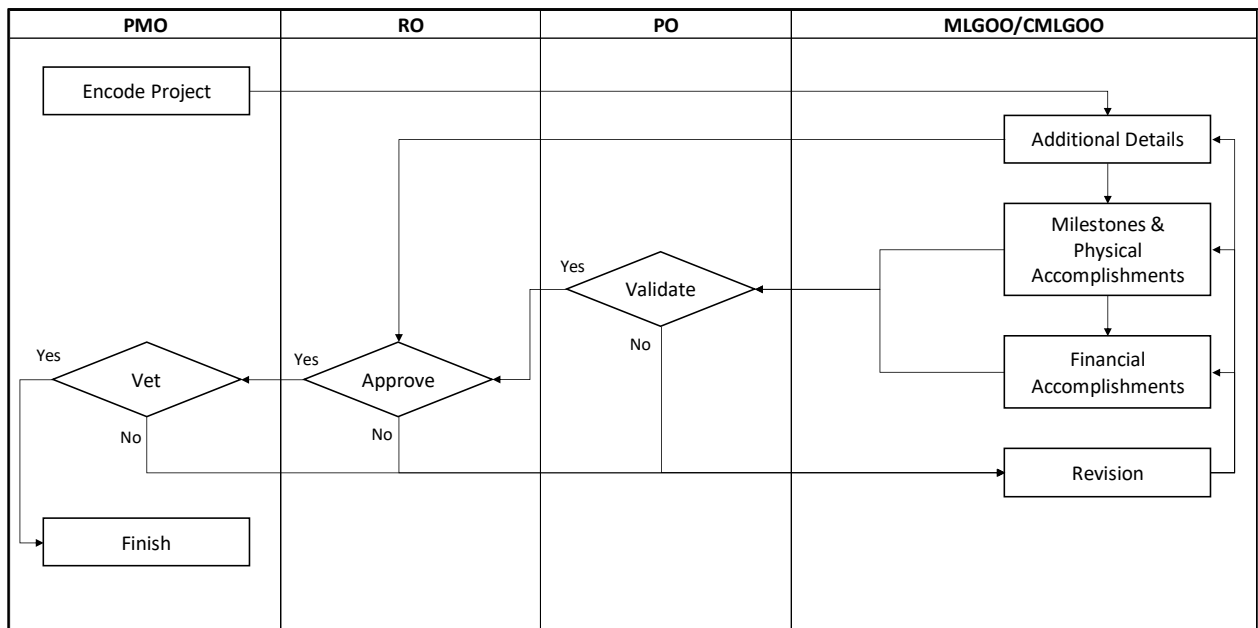 PMO
RO
PO
MLGOO/CMLGOO
Encode Project
Additional Details
Milestones &
Physical
Accomplishments
Yes
Validate
No
Financial
Accomplishments
Yes
Approve
No
Yes
Vet
No
Revision
Finish